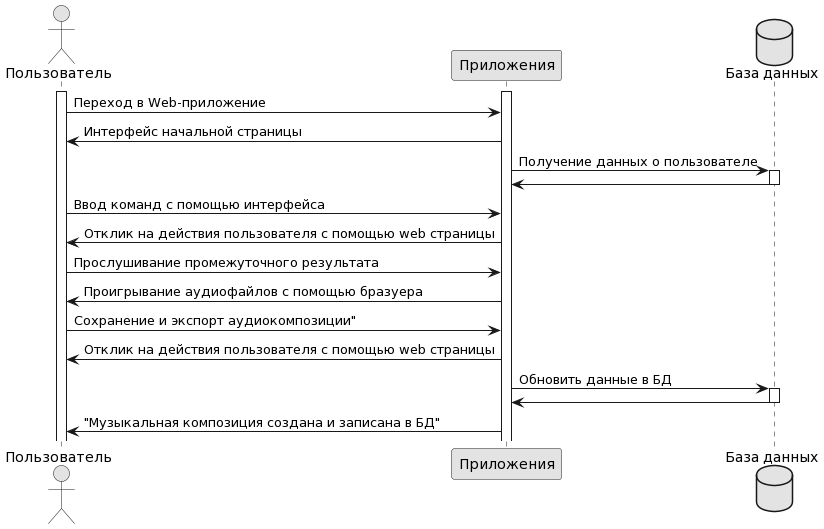 Пользователь
Приложения
База данных
Переход в Web-приложение
Интерфейс начальной страницы
Получение данных о пользователе
Ввод команд с помощью интерфейса
Отклик на действия пользователя с помощью web страницы
Прослушивание промежуточного результата
Проигрывание аудиофайлов с помощью бразуера
Сохранение и экспорт аудиокомпозиции"
Отклик на действия пользователя с помощью web страницы
Обновить данные в БД
"Музыкальная композиция создана и записана в БД"
Пользователь
Приложения
База данных